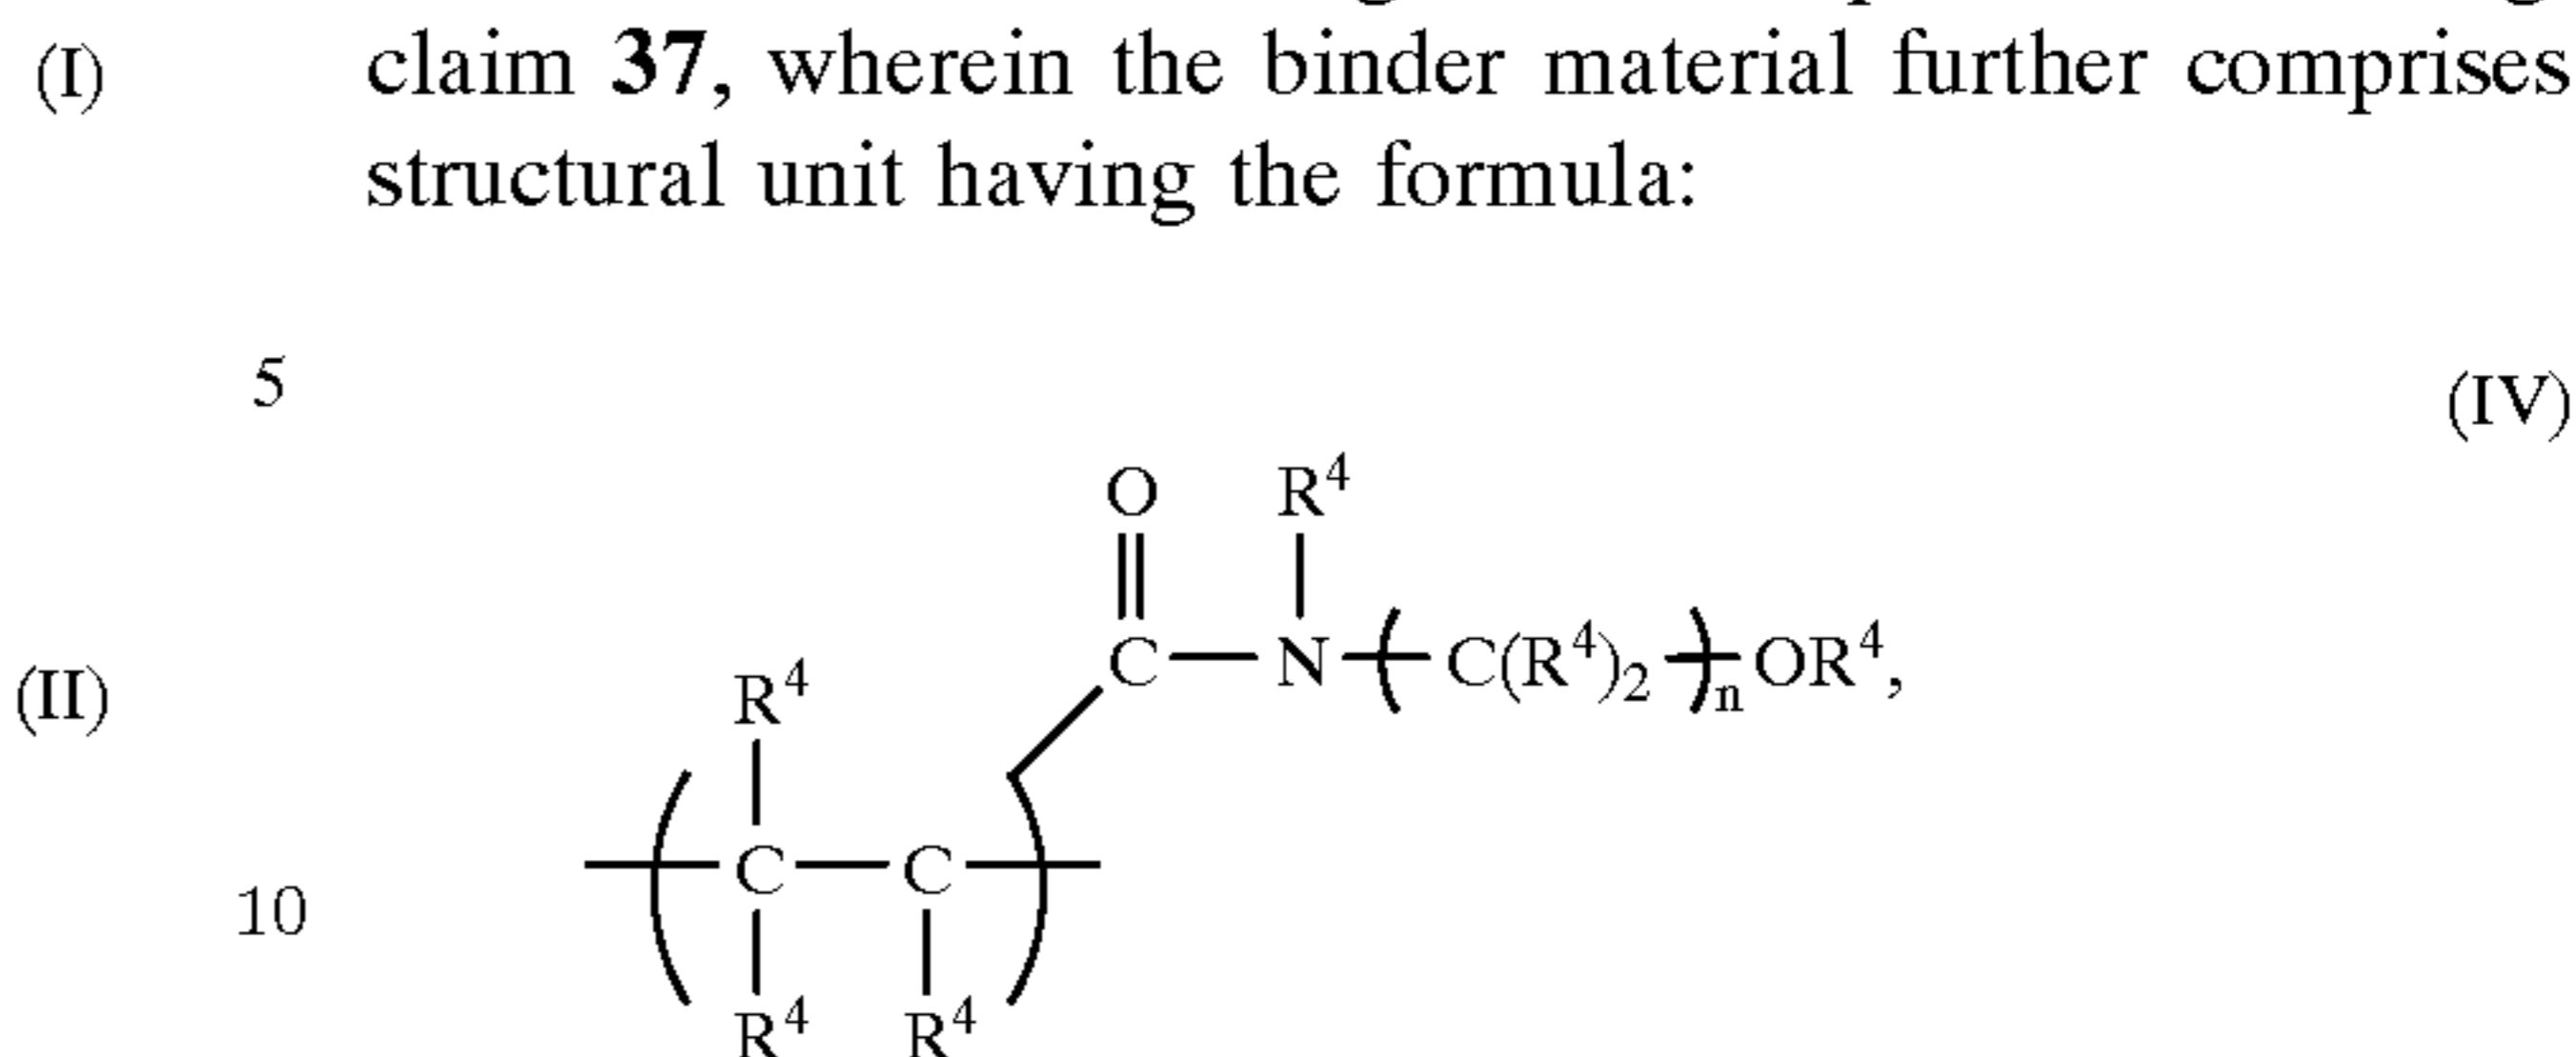 (I) claim 37, wherein the binder material further comprises
structural unit having the formula:
5
(IV)
O R⁴
(II)
C—N—(C(R⁴)₂)ₙOR⁴,
R⁴
C—C
10
R⁴ R⁴